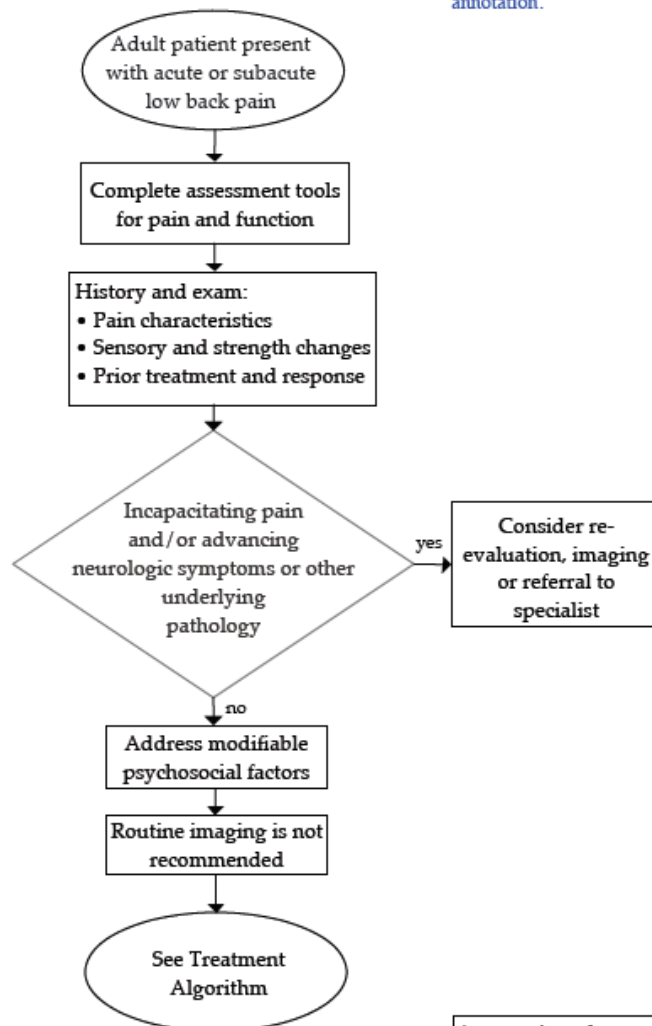 annotation.
Adult patient present
with acute or subacute
low back pain
Complete assessment tools
for pain and function
History and exam:
• Pain characteristics
• Sensory and strength changes
• Prior treatment and response
Incapacitating pain
and/or advancing
neurologic symptoms or other
underlying
pathology
yes
Consider re-
evaluation, imaging
or referral to
specialist
no
Address modifiable
psychosocial factors
Routine imaging is not
recommended
See Treatment
Algorithm